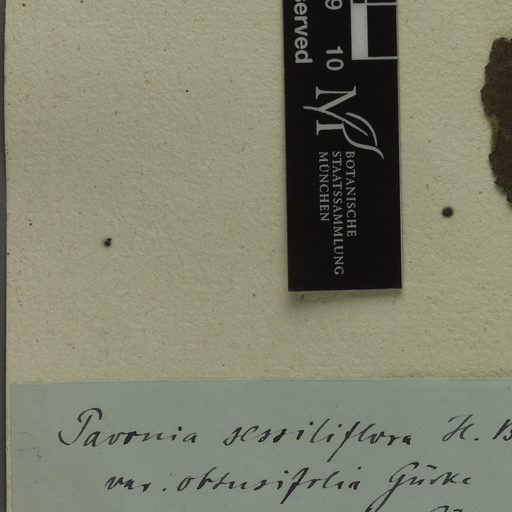 9 10
served
BOTANISCHE
STAATSSAMMLUNG
MÜNCHEN
Pavonia sessiliflora H. B
var. obtusifolia Gürke